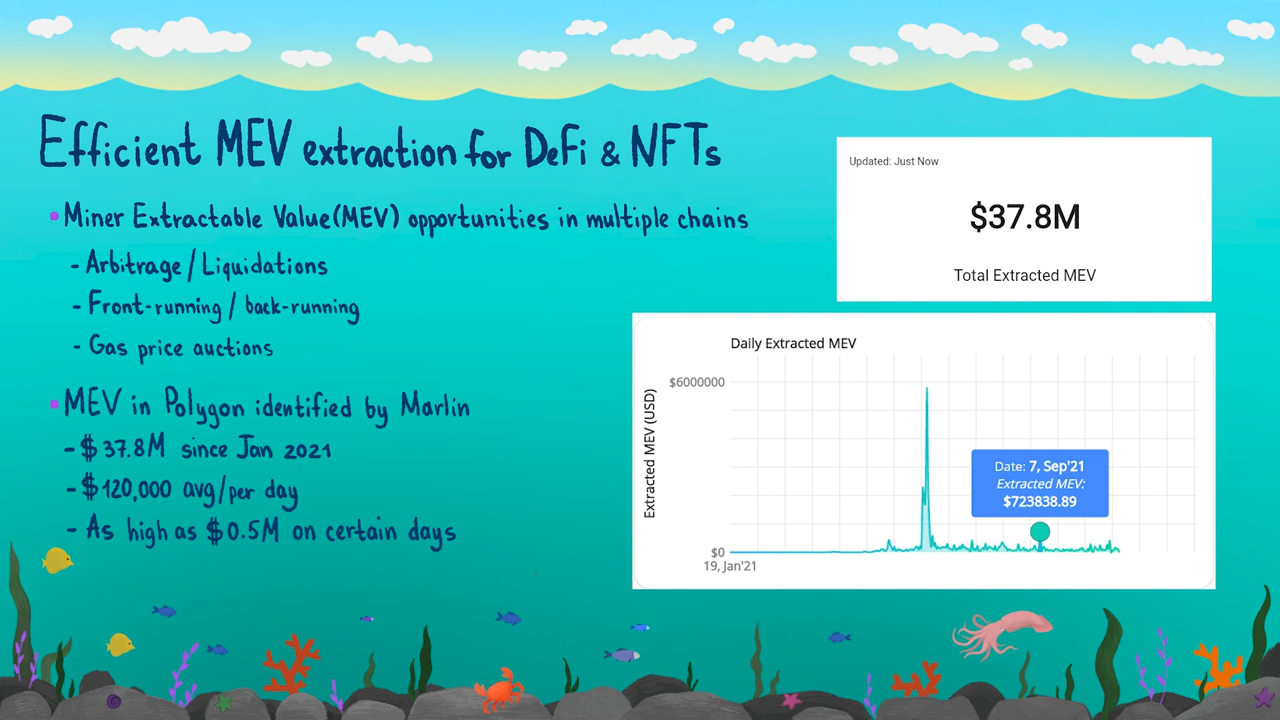 Efficient MEV extraction for DeFi & NFTs
• Miner Extractable Value(MEV) opportunities in multiple chains
- Arbitrage / Liquidations
- Front-running / back-running
- Gas price auctions
• MEV in Polygon identified by Marlin
- $37.8M since Jan 2021
- $120,000 avg/per day
- As high as $0.5M on certain days
Updated: Just Now
$37.8M
Total Extracted MEV
Daily Extracted MEV
Extracted MEV (USD)
$6000000
Date: 7, Sep'21
Extracted MEV:
$723838.89
$0
19, Jan'21